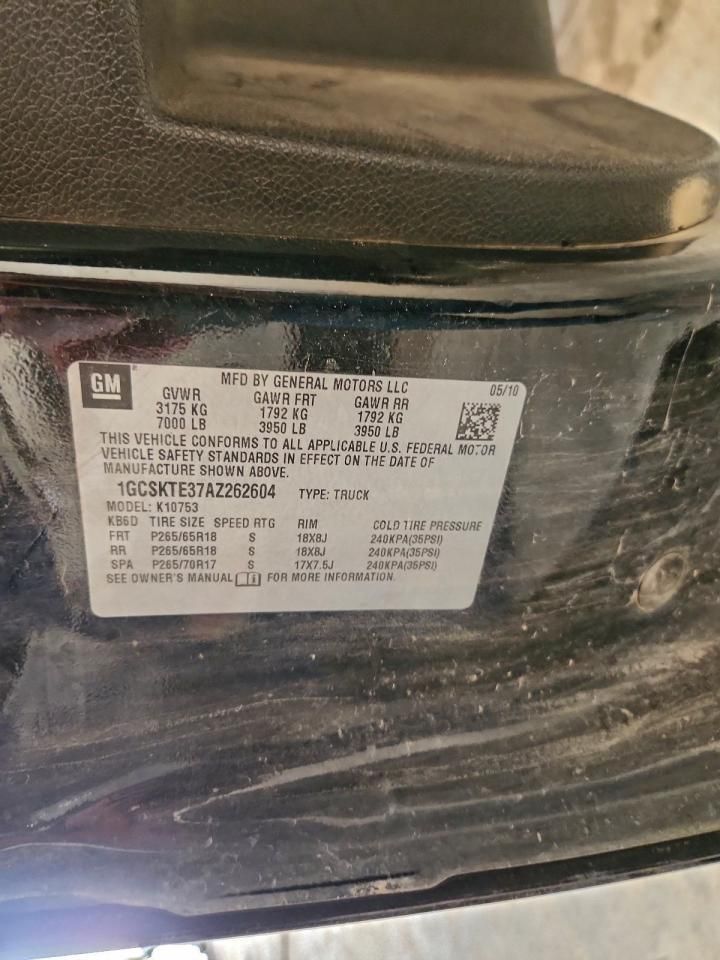 GM
MFD BY GENERAL MOTORS LLC 05/10
GVWR GAWR FRT GAWR RR
3175 KG 1792 KG 1792 KG
7000 LB 3950 LB 3950 LB
THIS VEHICLE CONFORMS TO ALL APPLICABLE U.S. FEDERAL MOTOR
VEHICLE SAFETY STANDARDS IN EFFECT ON THE DATE OF
MANUFACTURE SHOWN ABOVE.
1GCSKTE37AZ262604 TYPE: TRUCK
MODEL: K10753
KB6D TIRE SIZE SPEED RTG RIM COLD TIRE PRESSURE
FRT P265/65R18 S 18X8J 240KPA(35PSI)
RR P265/65R18 S 18X8J 240KPA(35PSI)
SPA P265/70R17 S 17X7.5J 240KPA(35PSI)
SEE OWNER'S MANUAL FOR MORE INFORMATION.